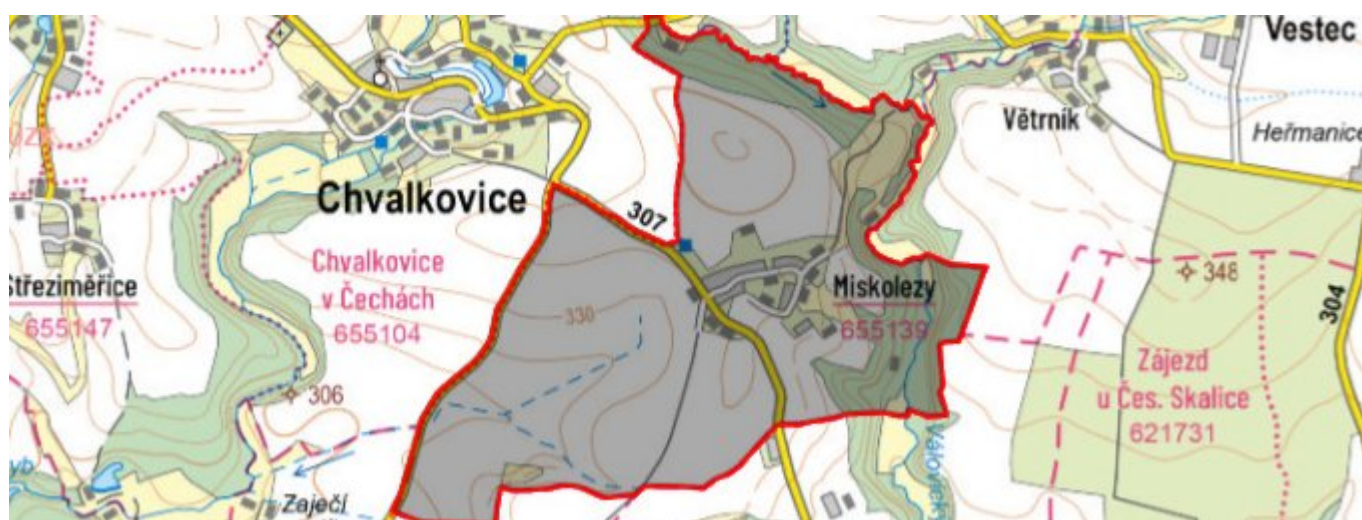 Vestec
Větrník
Heřmanice
Chvalkovice
307
Chvalkovice
v Čechách
655104
Střeziměřice
655147
Miskolezy
655139
348
304
330
306
Zájezd
u Čes. Skalice
621731
Zaječí